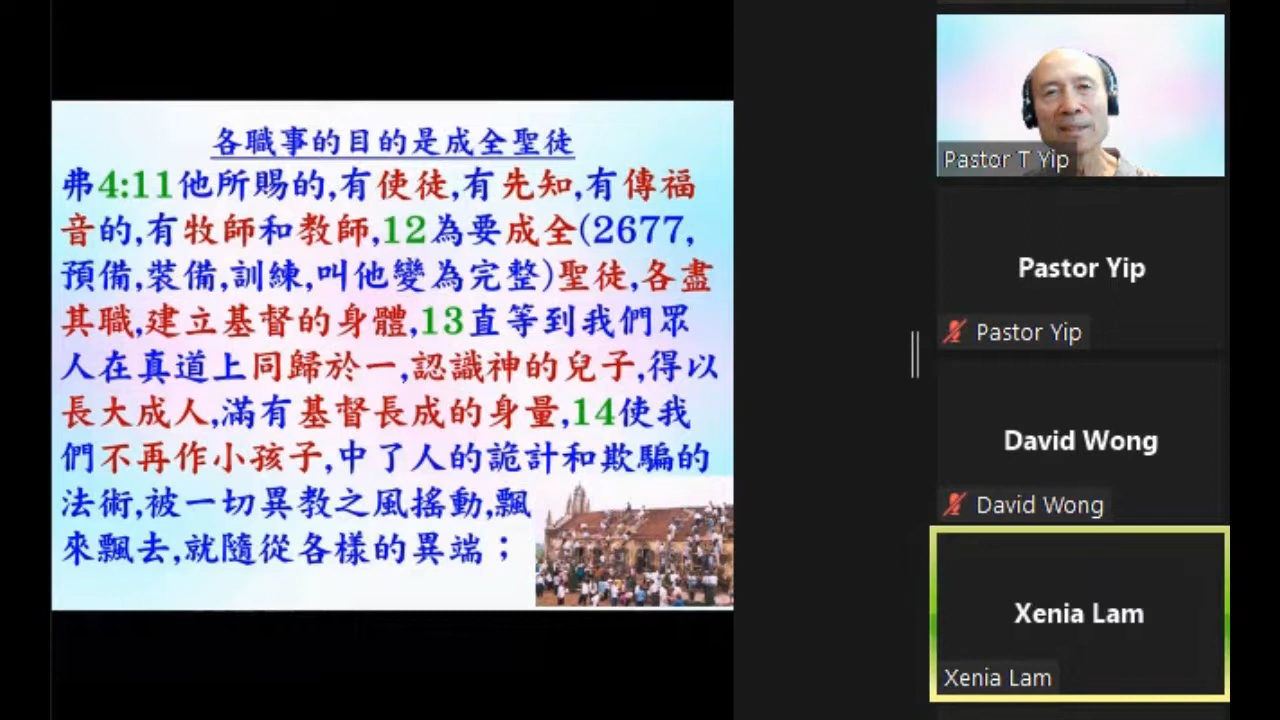 各職事的目的是成全聖徒
弗4:11他所賜的,有使徒,有先知,有傳福
音的,有牧師和教師,12為要成全(2677,
預備,裝備,訓練,叫他變為完整)聖徒,各盡
其職,建立基督的身體,13直等到我們眾
人在真道上同歸於一,認識神的兒子,得以
長大成人,滿有基督長成的身量,14使我
們不再作小孩子,中了人的詭計和欺騙的
法術,被一切異教之風搖動,飄
來飄去,就隨從各樣的異端；
Pastor T Yip
Pastor Yip
Pastor Yip
David Wong
David Wong
Xenia Lam
Xenia Lam